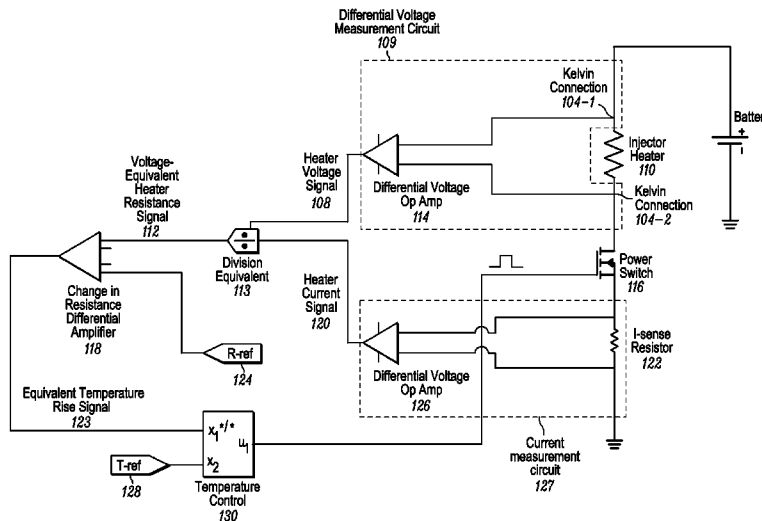 Differential Voltage
Measurement Circuit
109
Kelvin
Connection
104-1
Batter
+
-
Injector
Heater
110
Voltage-
Equivalent
Heater
Resistance
Signal
112
Heater
Voltage
Signal
108
Differential Voltage
Op Amp
114
Kelvin
Connection
104-2
Division
Equivalent
113
Heater
Current
Signal
120
Power
Switch
116
Change in
Resistance
Differential
Amplifier
118
R-ref
124
I-sense
Resistor
122
Differential Voltage
Op Amp
126
Equivalent Temperature
Rise Signal
123
X1*/*
u1
X2
T-ref
128
Temperature
Control
130
Current
measurement
circuit
127